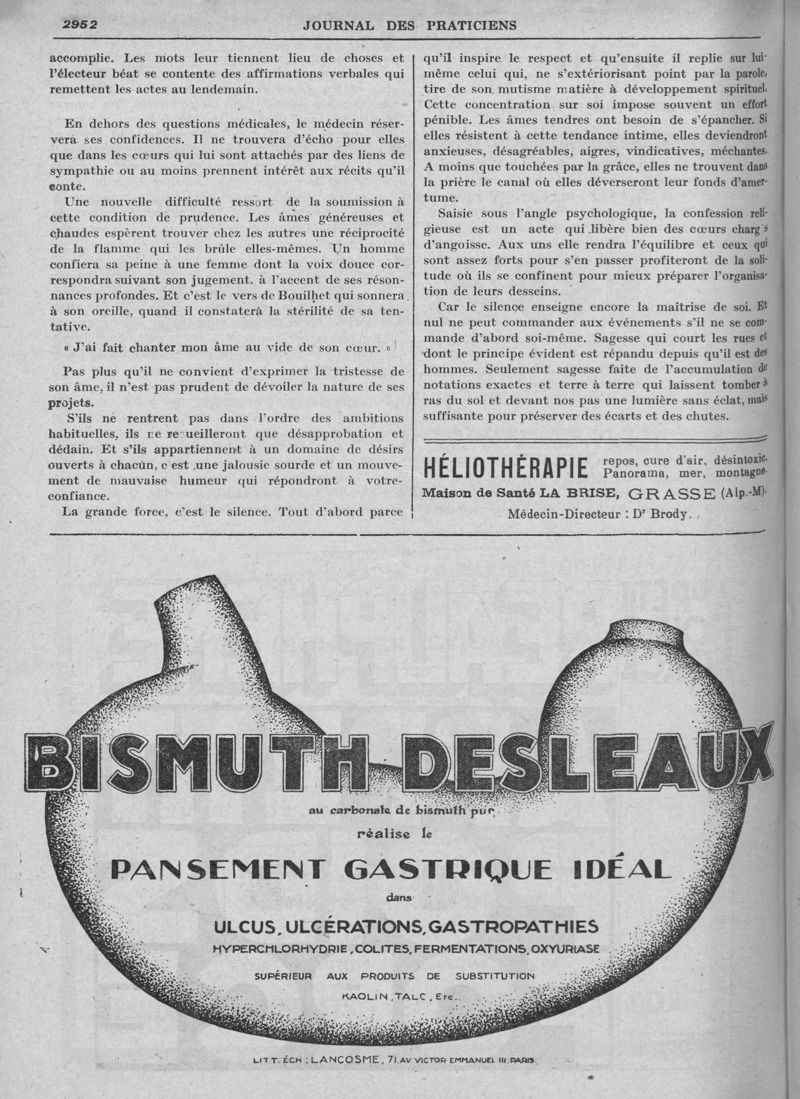 2952
JOURNAL DES PRATICIENS
accomplie. Les mots leur tiennent lieu de choses et
l'électeur béat se contente des affirmations verbales qui
remettent les actes au lendemain.
En dehors des questions médicales, le médecin réser-
vera ses confidences. Il ne trouvera d'écho pour elles
que dans les cœurs qui lui sont attachés par des liens de
sympathie ou au moins prennent intérêt aux récits qu'il
conte.
Une nouvelle difficulté ressort de la soumission à
cette condition de prudence. Les âmes généreuses et
chaudes espèrent trouver chez les autres une réciprocité
de la flamme qui les brûle elles-mêmes. Un homme
confiera sa peine à une femme dont la voix douce cor-
respondra suivant son jugement. à l'accent de ses réson-
nances profondes. Et c'est le vers de Bouilhet qui sonnera
à son oreille, quand il constatera la stérilité de sa ten-
tative.
« J'ai fait chanter mon âme au vide de son cœur. »
Pas plus qu'il ne convient d'exprimer la tristesse de
son âme, il n'est pas prudent de dévoiler la nature de ses
projets.
S'ils ne rentrent pas dans l'ordre des ambitions
habituelles, ils ne re ueilleront que désapprobation et
dédain. Et s'ils appartiennent à un domaine de désirs
ouverts à chacun, c'est une jalousie sourde et un mouve-
ment de mauvaise humeur qui répondront à votre
confiance.
La grande force, c'est le silence. Tout d'abord parce
qu'il inspire le respect et qu'ensuite il replie sur lui-
même celui qui, ne s'extériorisant point par la parole,
tire de son mutisme matière à développement spirituel.
Cette concentration sur soi impose souvent un effort
pénible. Les âmes tendres ont besoin de s'épancher. Si
elles résistent à cette tendance intime, elles deviendront
anxieuses, désagréables, aigres, vindicatives, méchantes.
A moins que touchées par la grâce, elles ne trouvent dans
la prière le canal où elles déverseront leur fonds d'amer-
tume.
Saisie sous l'angle psychologique, la confession reli-
gieuse est un acte qui libère bien des cœurs charg s
d'angoisse. Aux uns elle rendra l'équilibre et ceux qui
sont assez forts pour s'en passer profiteront de la soli-
tude où ils se confinent pour mieux préparer l'organisa-
tion de leurs desseins.
Car le silence enseigne encore la maîtrise de soi. Et
nul ne peut commander aux événements s'il ne se com-
mande d'abord soi-même. Sagesse qui court les rues et
dont le principe évident est répandu depuis qu'il est des
hommes. Seulement sagesse faite de l'accumulation de
notations exactes et terre à terre qui laissent tomber à
ras du sol et devant nos pas une lumière sans éclat, mais
suffisante pour préserver des écarts et des chutes.
HÉLIOTHÉRAPIE repos, cure d'air, désintoxic.
Panorama, mer, montagne.
Maison de Santé LA BRISE, GRASSE (Alp.-M).
Médecin-Directeur : Dr Brody.
BISMUTH DESLEAUX
au carbonate de bismuth pur
réalise le
PANSEMENT GASTRIQUE IDÉAL
dans
ULCUS, ULCÉRATIONS, GASTROPATHIES
HYPERCHLORHYDRIE, COLITES, FERMENTATIONS, OXYURIASE
SUPÉRIEUR AUX PRODUITS DE SUBSTITUTION
KAOLIN, TALC, Etc..
LITT. ÉCH : LANCOSME, 71, AV VICTOR EMMANUEL III. PARIS